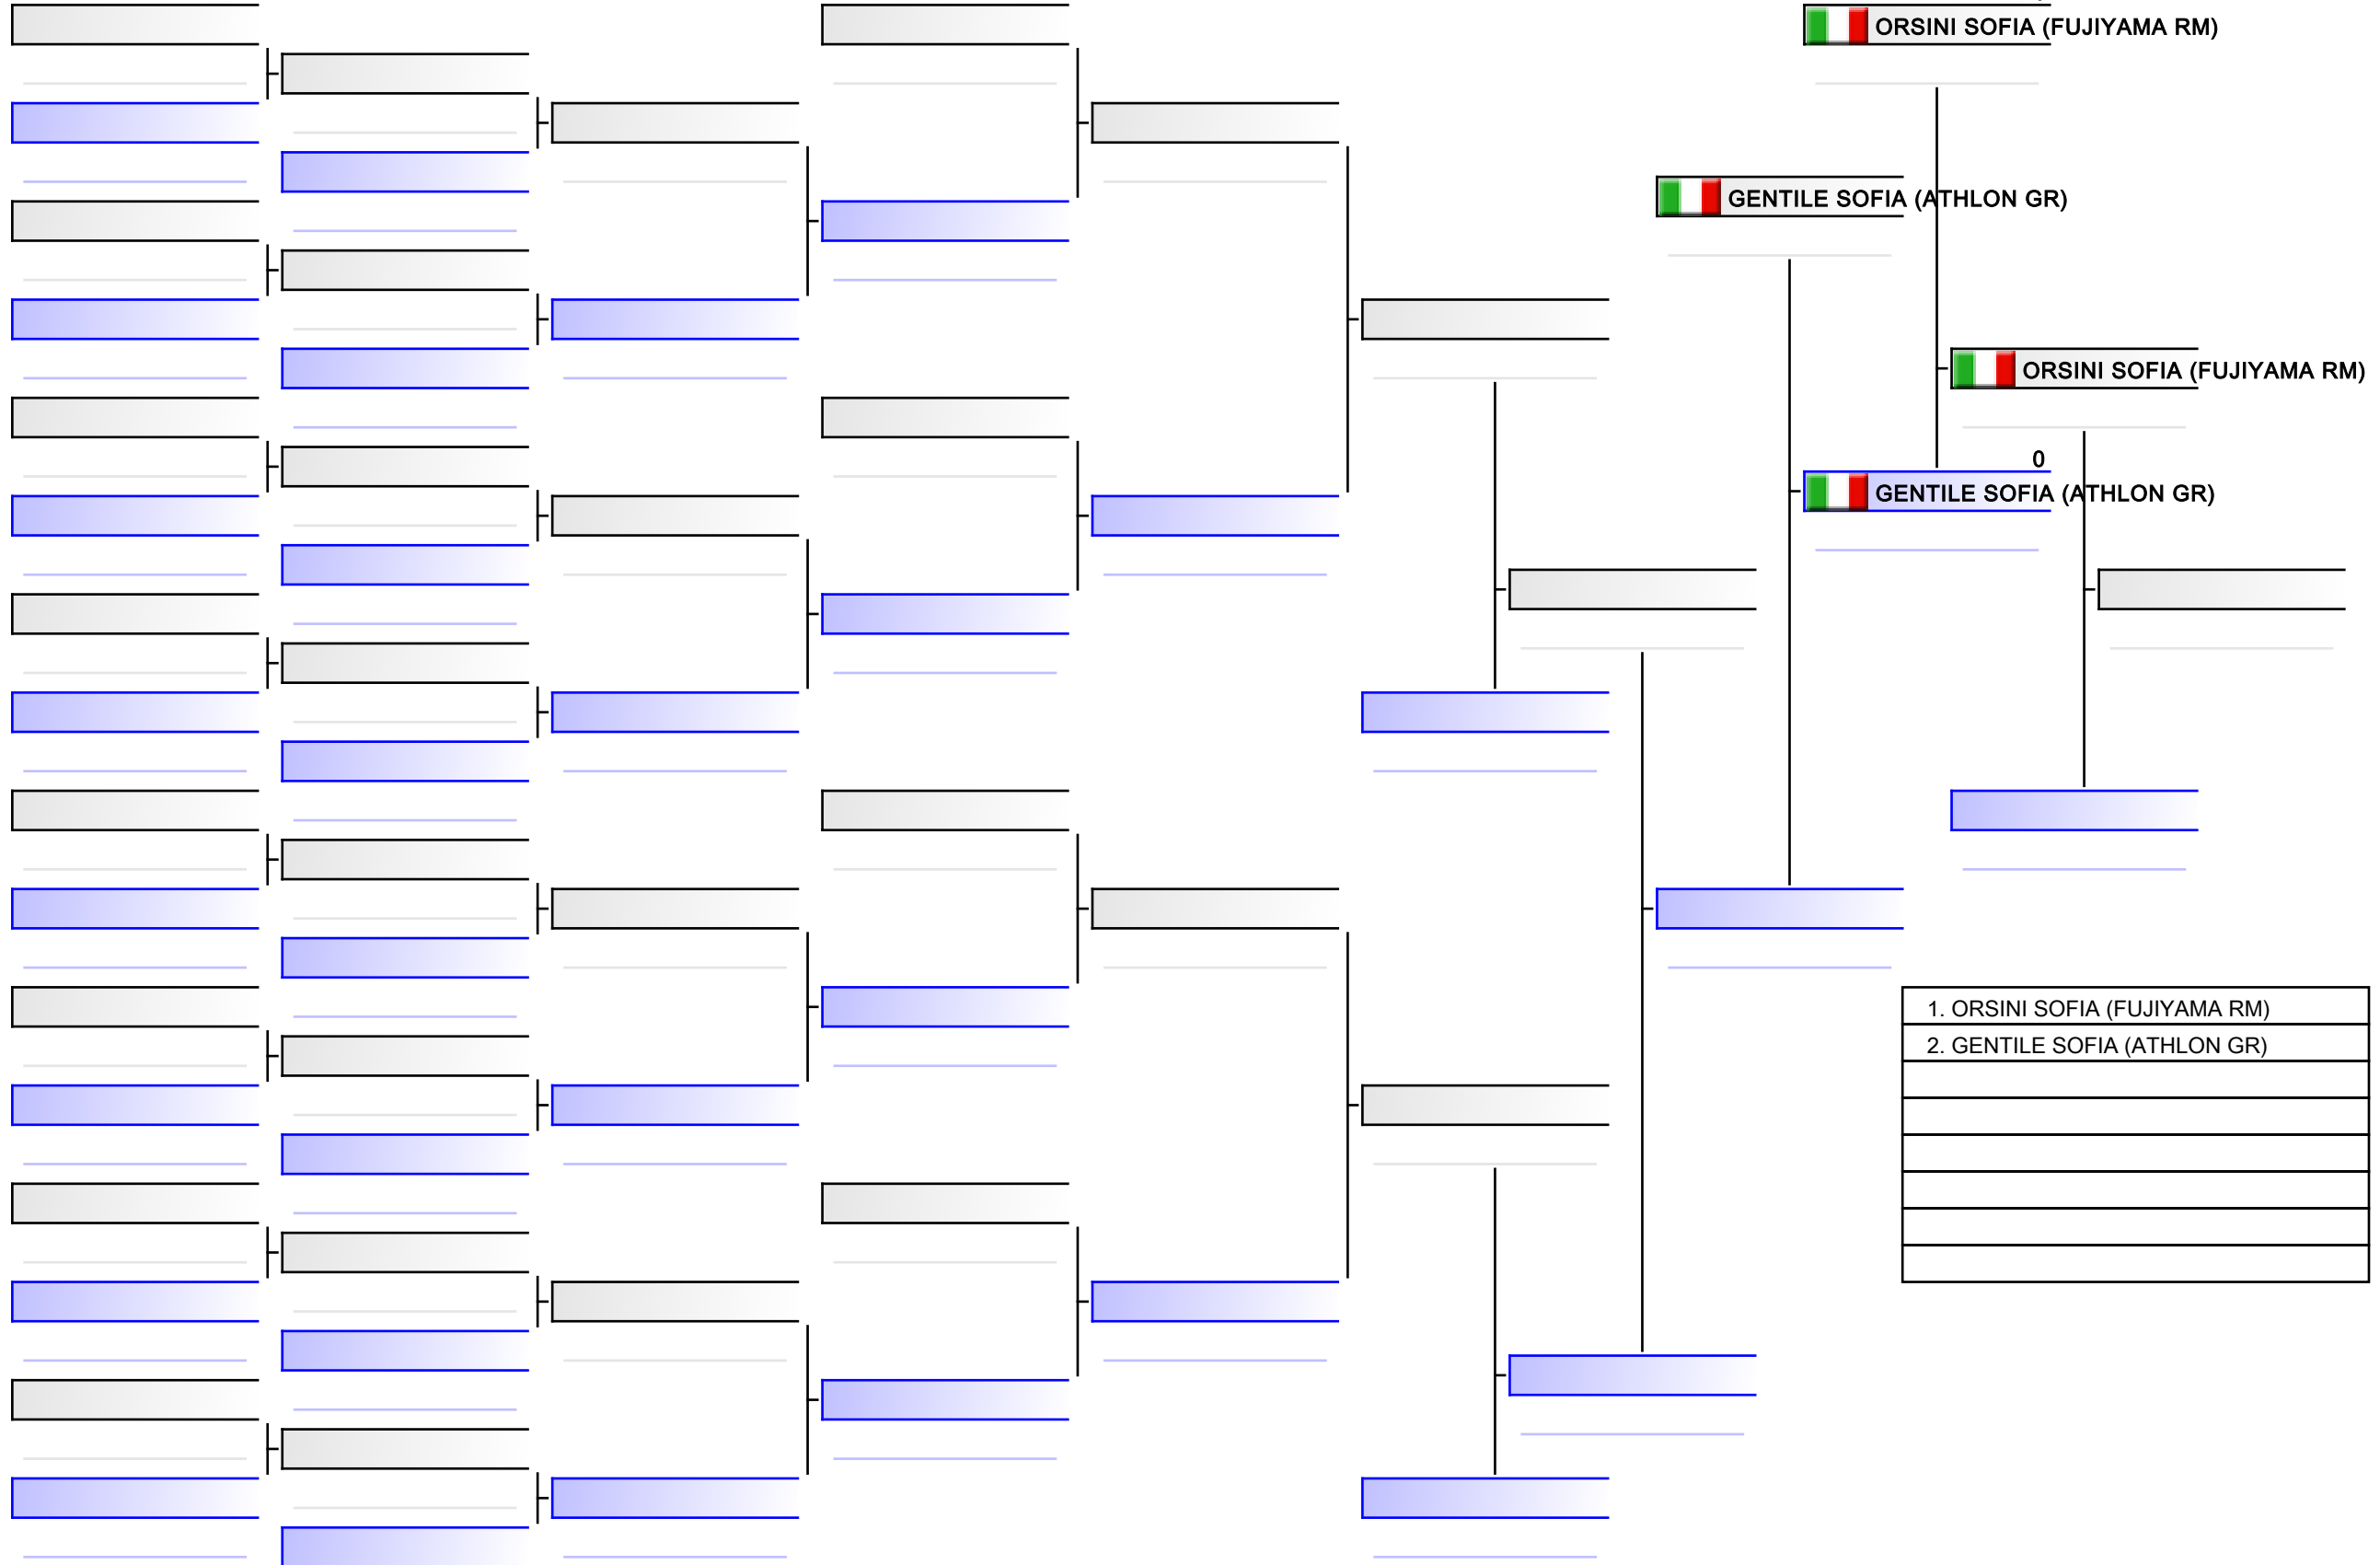 ORSINI SOFIA (FUJIYAMA RM)
GENTILE SOFIA (ATHLON GR)
ORSINI SOFIA (FUJIYAMA RM)
0
GENTILE SOFIA (ATHLON GR)
1. ORSINI SOFIA (FUJIYAMA RM)
2. GENTILE SOFIA (ATHLON GR)